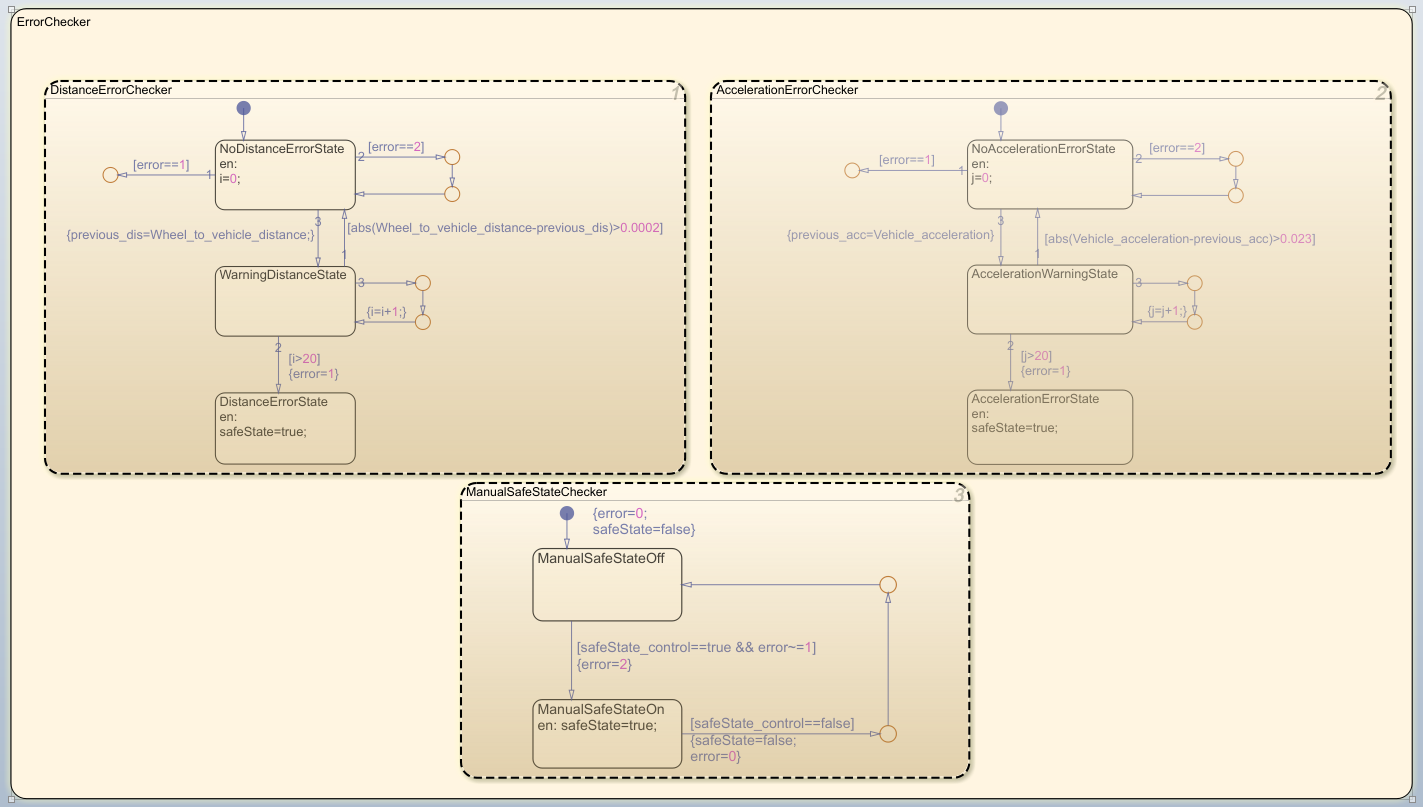 ErrorChecker
DistanceErrorChecker
1
NoDistanceErrorState
en:
i=0;
[error==1]
1
2
[error==2]
3
{previous_dis=Wheel_to_vehicle_distance;}
[abs(Wheel_to_vehicle_distance-previous_dis)>0.0002]
1
WarningDistanceState
3
{i=i+1;}
2
[i>20]
{error=1}
DistanceErrorState
en:
safeState=true;
AccelerationErrorChecker
2
NoAccelerationErrorState
en:
j=0;
[error==1]
1
2
[error==2]
3
{previous_acc=Vehicle_acceleration}
[abs(Vehicle_acceleration-previous_acc)>0.023]
1
AccelerationWarningState
3
{j=j+1;}
2
[j>20]
{error=1}
AccelerationErrorState
en:
safeState=true;
ManualSafeStateChecker
3
{error=0;
safeState=false}
ManualSafeStateOff
[safeState_control==true && error~=1]
{error=2}
ManualSafeStateOn
en: safeState=true;
[safeState_control==false]
{safeState=false;
error=0}